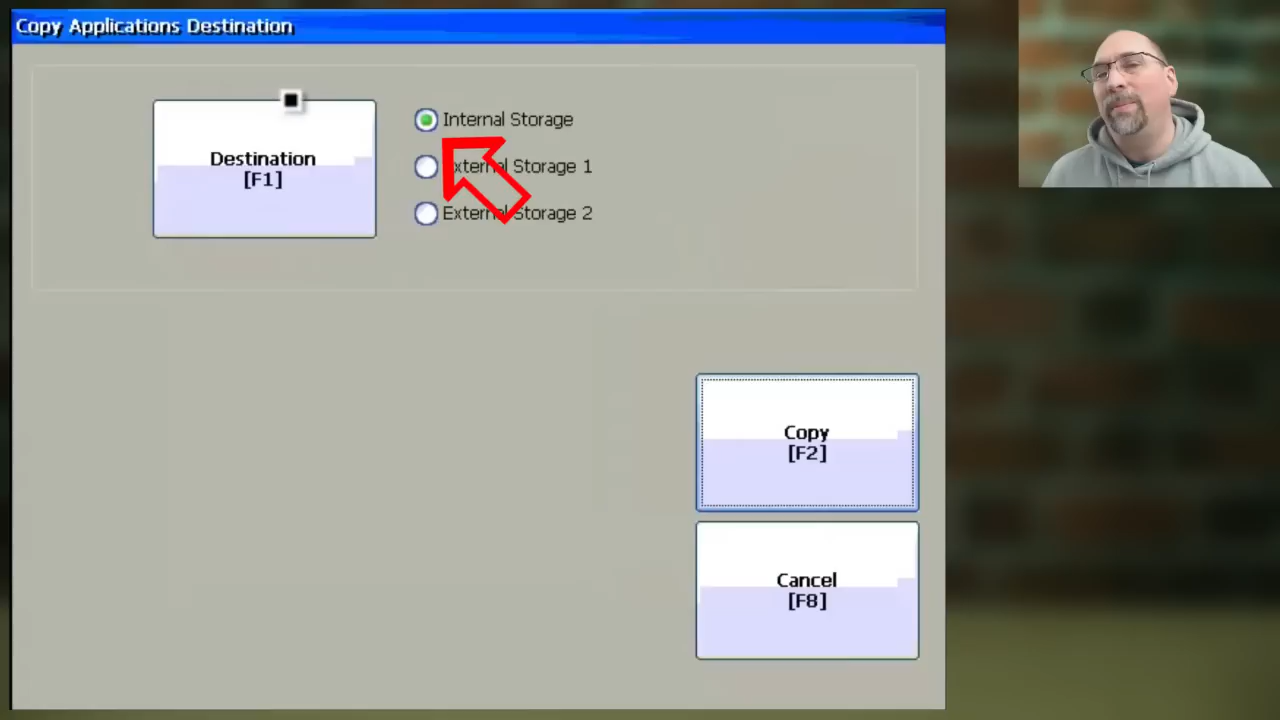 Copy Applications Destination
Destination
[F1]
Internal Storage
External Storage 1
External Storage 2
Copy
[F2]
Cancel
[F8]